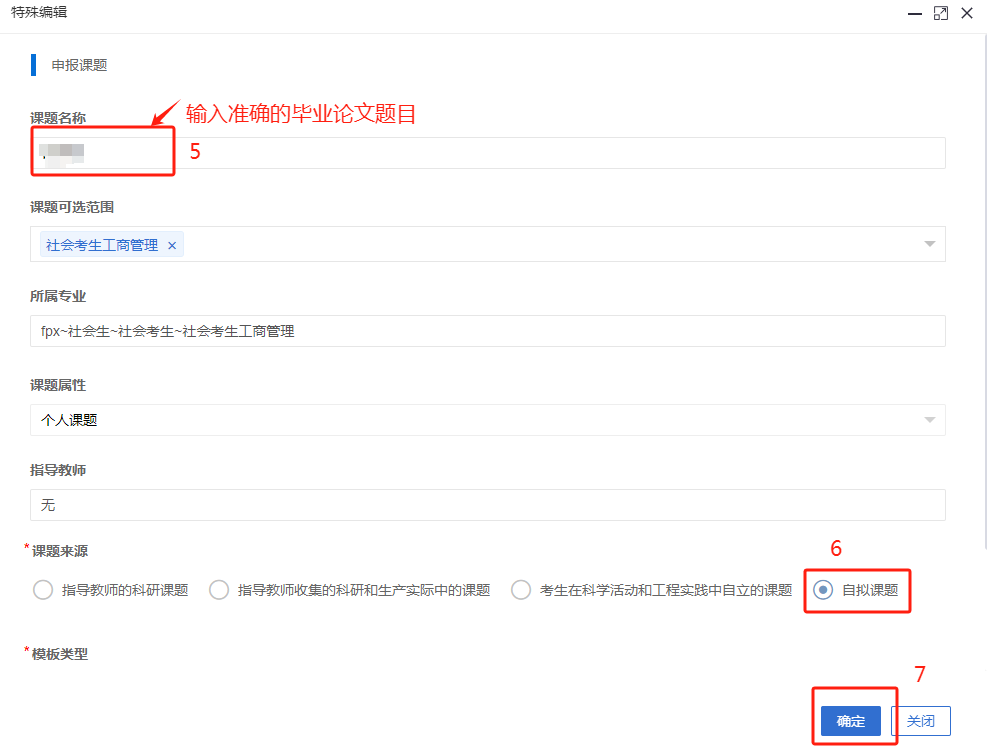 特殊编辑
申报课题
课题名称
输入准确的毕业论文题目
5
课题可选范围
社会考生工商管理 ×
所属专业
fpx~社会生~社会考生~社会考生工商管理
课题属性
个人课题
指导教师
无
6
*课题来源
指导教师的科研课题 指导教师收集的科研和生产实际中的课题 考生在科学活动和工程实践中自立的课题 自拟课题
*模板类型
7
确定 关闭